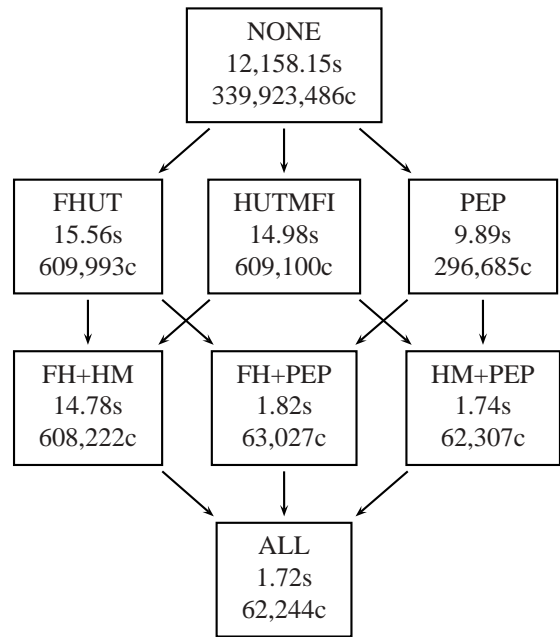 NONE
12,158.15s
339,923,486c
FHUT
15.56s
609,993c
HUTMFI
14.98s
609,100c
PEP
9.89s
296,685c
FH+HM
14.78s
608,222c
FH+PEP
1.82s
63,027c
HM+PEP
1.74s
62,307c
ALL
1.72s
62,244c